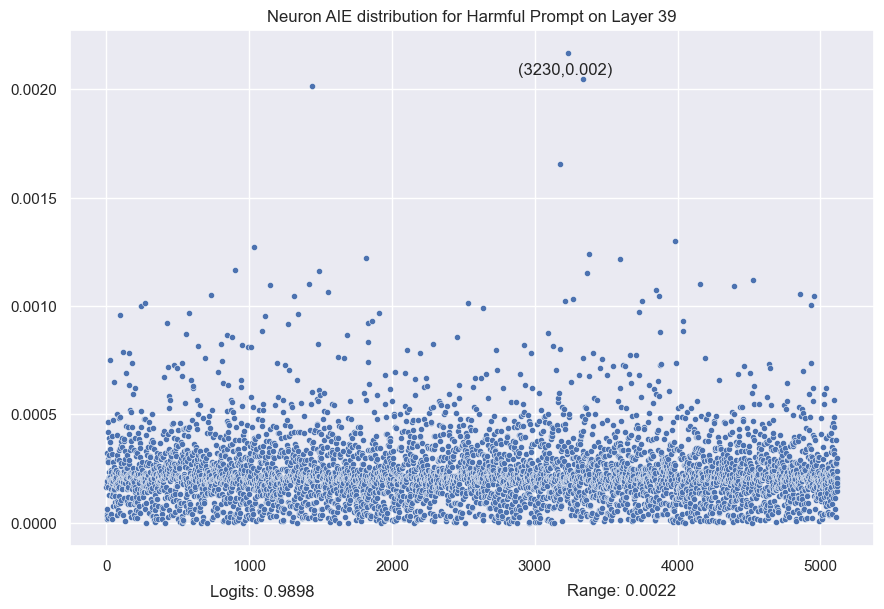 Neuron AIE distribution for Harmful Prompt on Layer 39
(3230,0.002)
0.0020
0.0015
0.0010
0.0005
0.0000
0 1000 2000 3000 4000 5000
Logits: 0.9898 Range: 0.0022